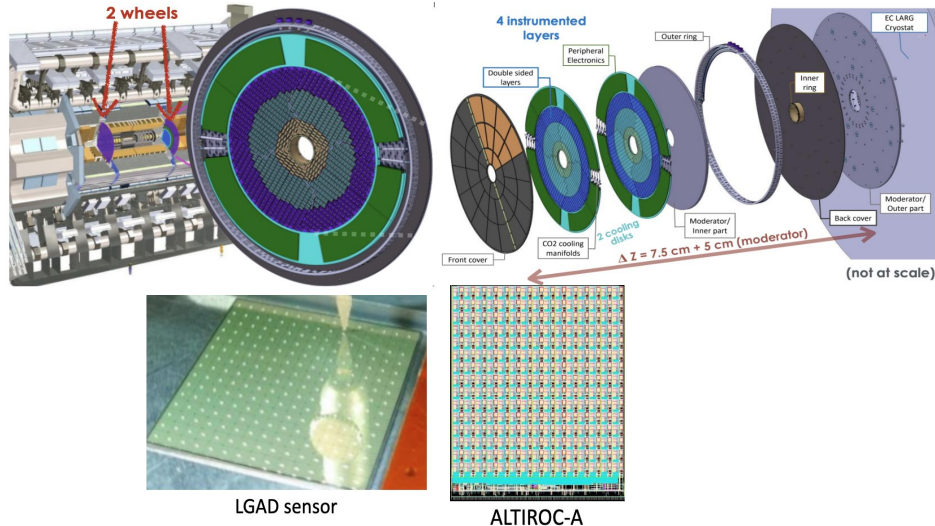 2 wheels
4 instrumented
layers
Double sided
layers
Peripheral
Electronics
Outer ring
Inner
ring
EC LARG
Cryostat
Front cover
CO2 cooling
manifolds
2 cooling
disks
Moderator/
Inner part
Back cover
Moderator/
Outer part
Δ Z = 7.5 cm + 5 cm (moderator)
(not at scale)
LGAD sensor
ALTIROC-A